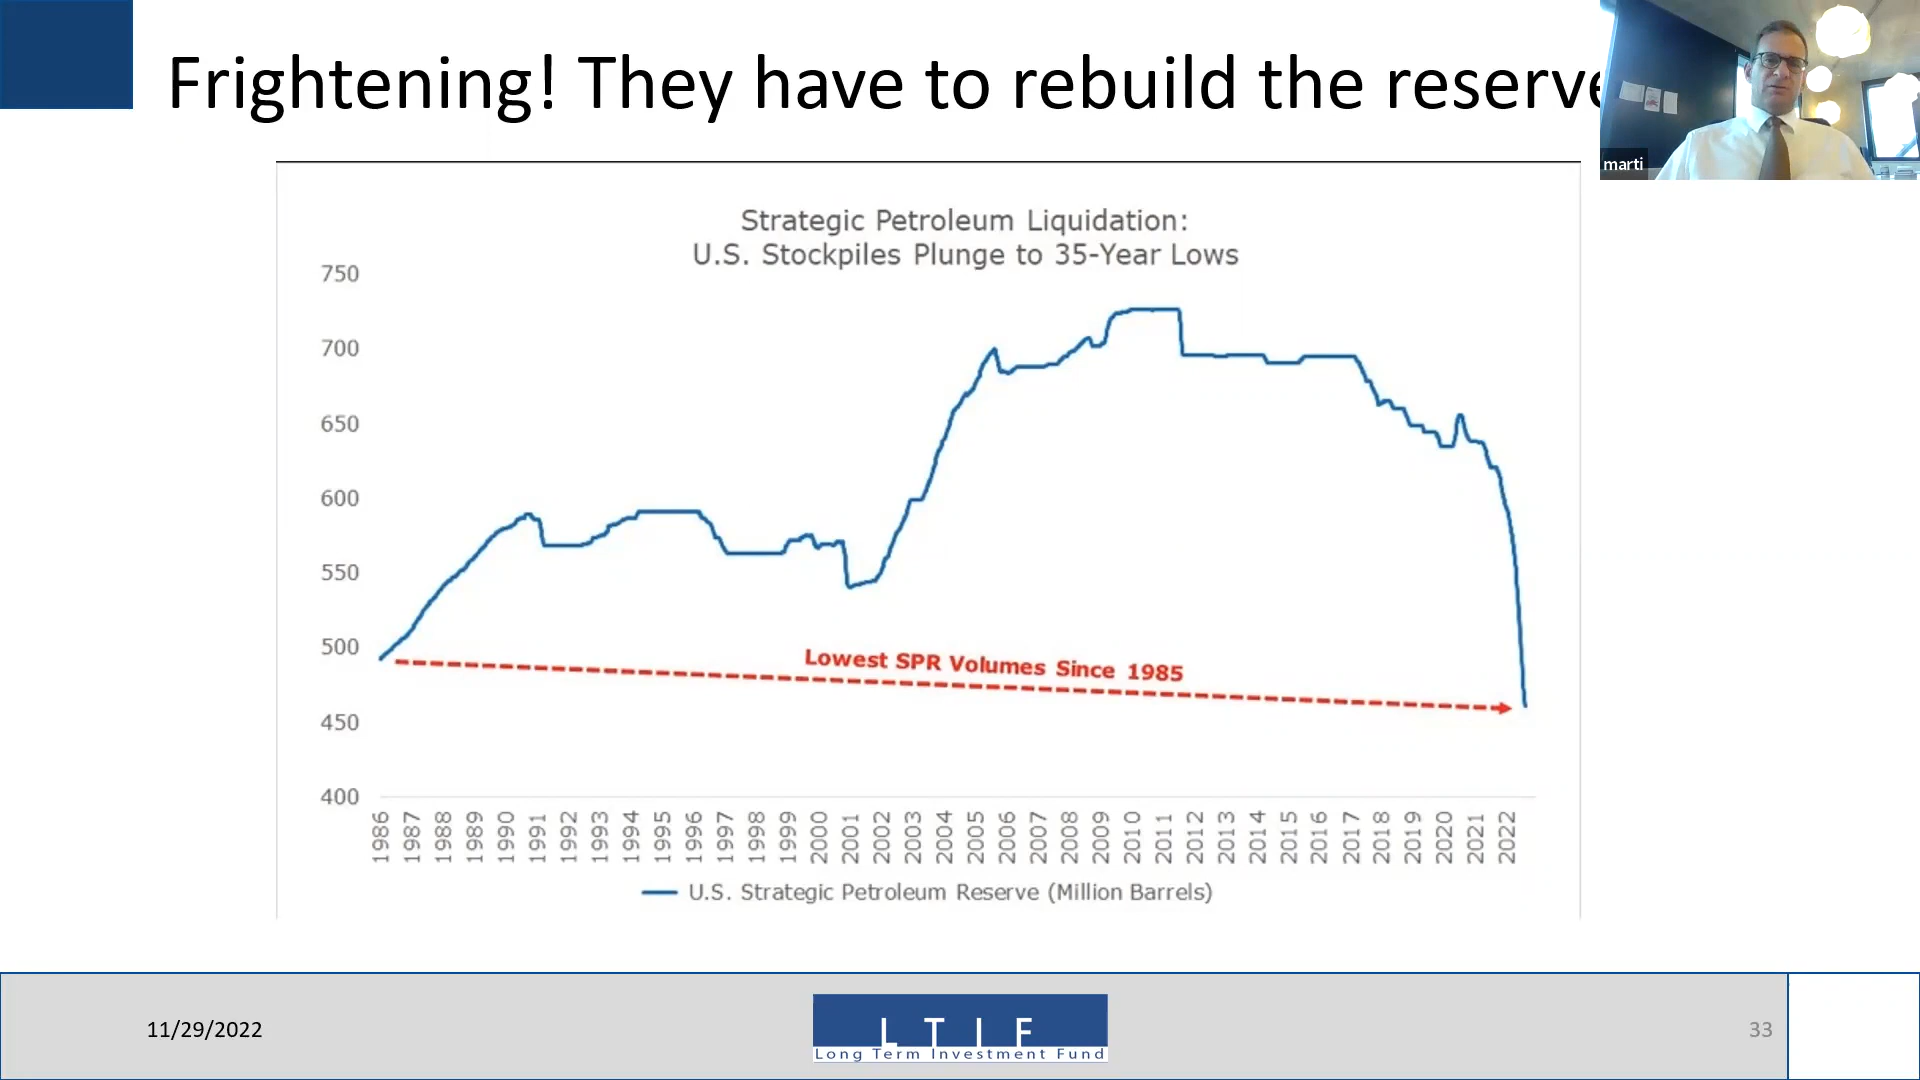 Frightening! They have to rebuild the reserve
marti
Strategic Petroleum Liquidation:
U.S. Stockpiles Plunge to 35-Year Lows
750
700
650
600
550
500
450
400
Lowest SPR Volumes Since 1985
1986 1987 1988 1989 1990 1991 1992 1993 1994 1995 1996 1997 1998 1999 2000 2001 2002 2003 2004 2005 2006 2007 2008 2009 2010 2011 2012 2013 2014 2015 2016 2017 2018 2019 2020 2021 2022
U.S. Strategic Petroleum Reserve (Million Barrels)
11/29/2022
L T I F
Long Term Investment Fund
33